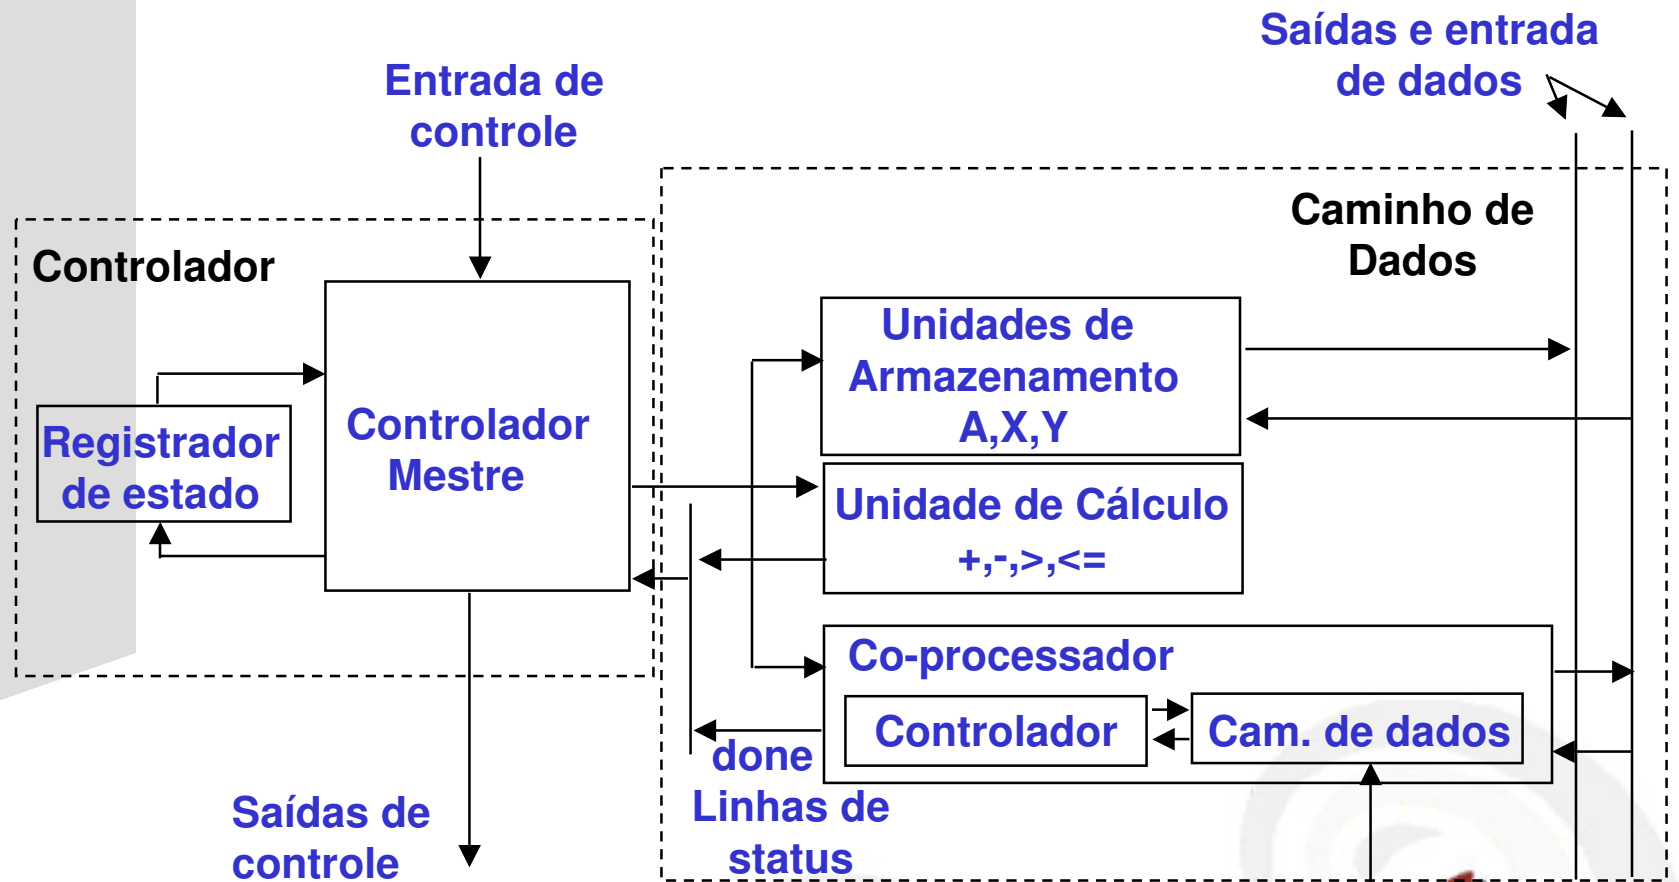 Saídas e entrada
de dados
Entrada de
controle
Caminho de
Dados
Controlador
Unidades de
Armazenamento
A,X,Y
Controlador
Mestre
Registrador
de estado
Unidade de Cálculo
+,-,>,<=
Co-processador
Controlador
Cam. de dados
done
Linhas de
status
Saídas de
controle